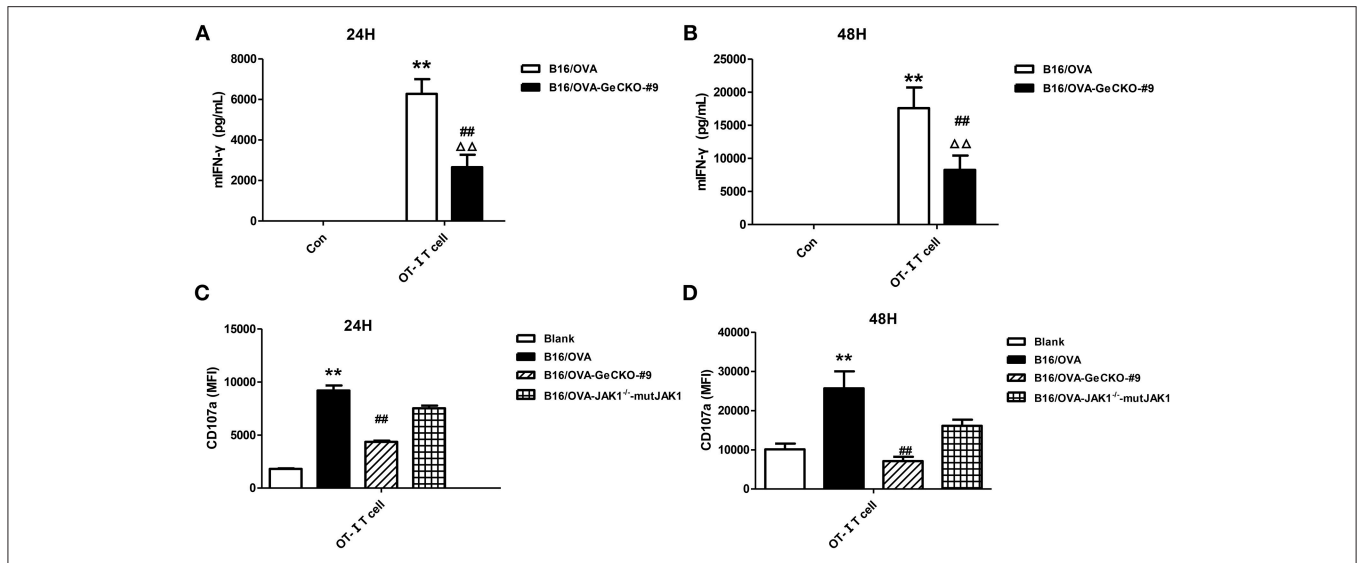 A
24H
mIFN-γ (pg/mL)
8000
6000
4000
2000
0
**
##
△△
Con
OT-I T cell
B16/OVA
B16/OVA-GeCKO-#9
B
48H
mIFN-γ (pg/mL)
25000
20000
15000
10000
5000
0
**
##
△△
Con
OT-I T cell
B16/OVA
B16/OVA-GeCKO-#9
C
24H
CD107a (MFI)
15000
10000
5000
0
**
##
OT-I T cell
Blank
B16/OVA
B16/OVA-GeCKO-#9
B16/OVA-JAK1⁻/⁻-mutJAK1
D
48H
CD107a (MFI)
40000
30000
20000
10000
0
**
##
OT-I T cell
Blank
B16/OVA
B16/OVA-GeCKO-#9
B16/OVA-JAK1⁻/⁻-mutJAK1